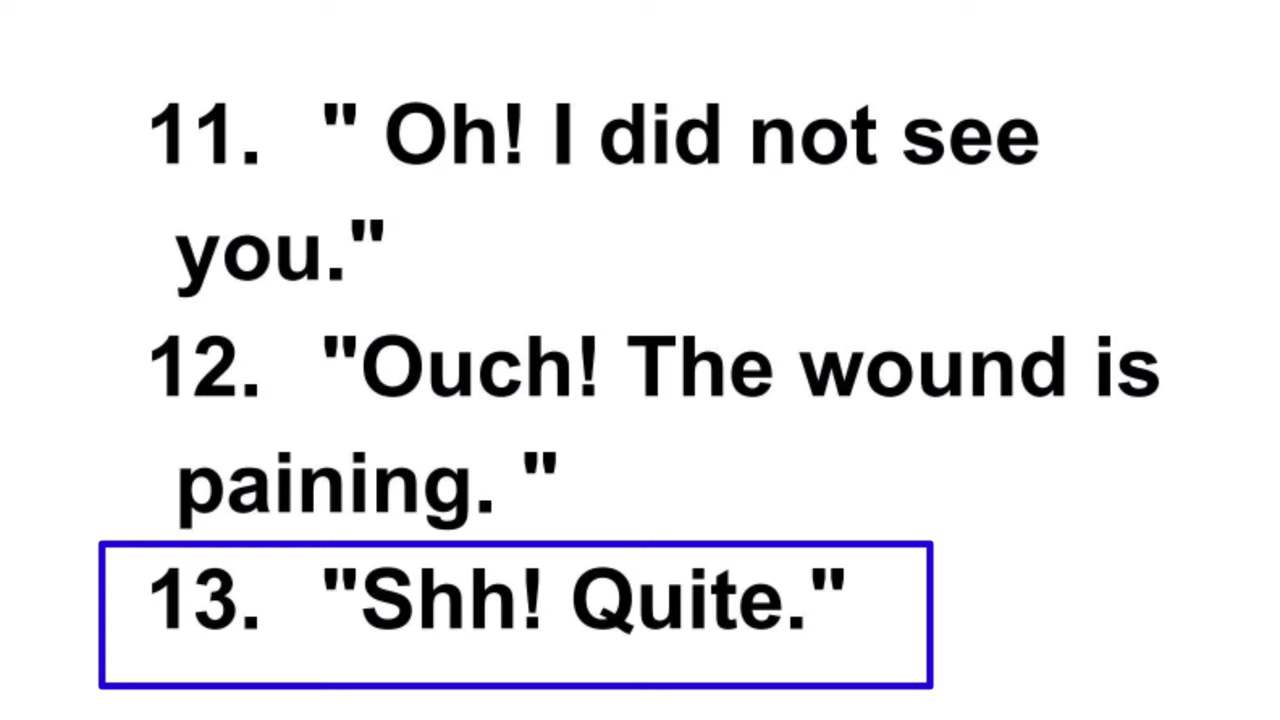 11. " Oh! I did not see
you."
12. "Ouch! The wound is
paining. "
13. "Shh! Quite."